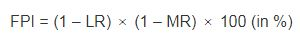 FPI = (1 – LR) × (1 – MR) × 100 (in %)